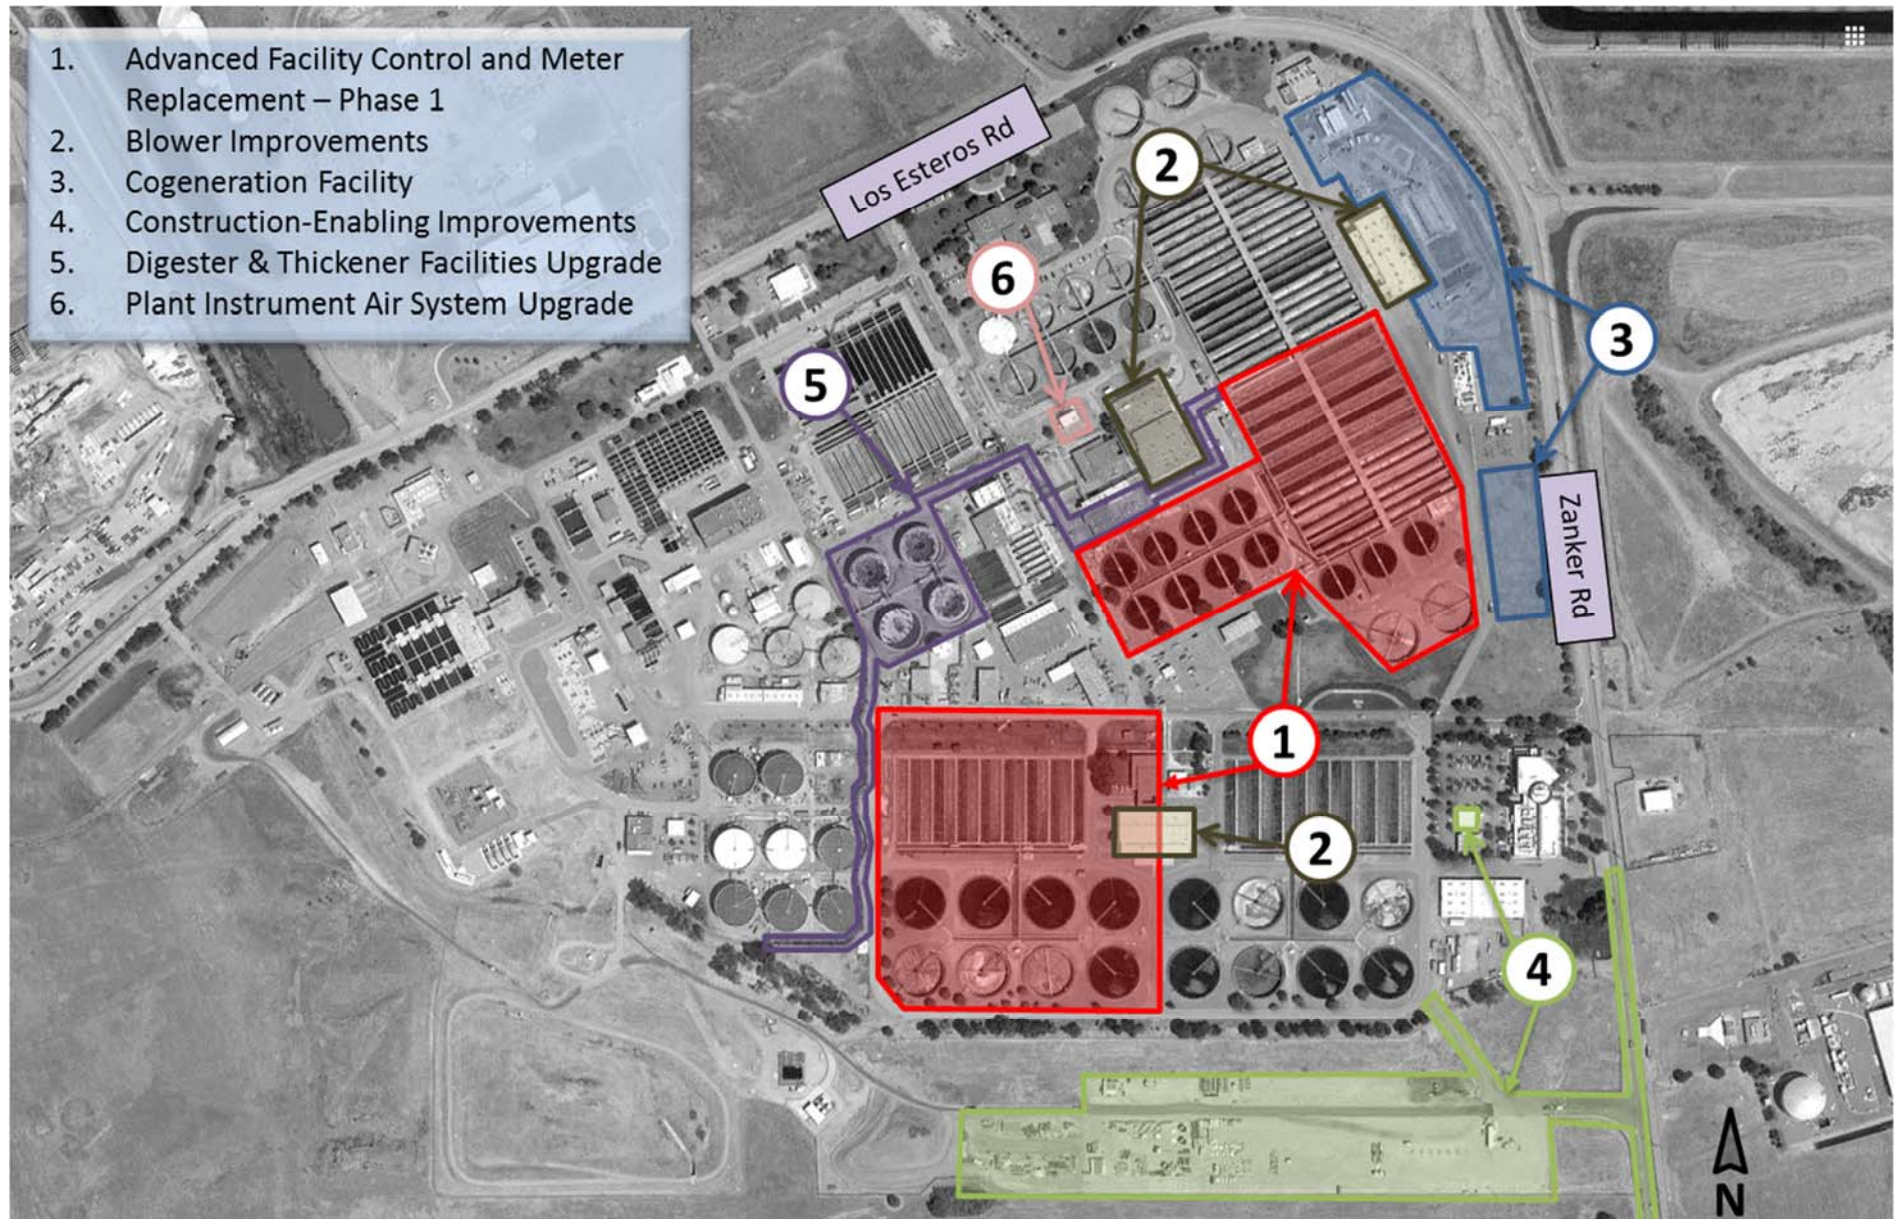 1. Advanced Facility Control and Meter
Replacement – Phase 1
2. Blower Improvements
3. Cogeneration Facility
4. Construction-Enabling Improvements
5. Digester & Thickener Facilities Upgrade
6. Plant Instrument Air System Upgrade
Los Esteros Rd
2
6
3
5
Zanker Rd
1
2
4
N